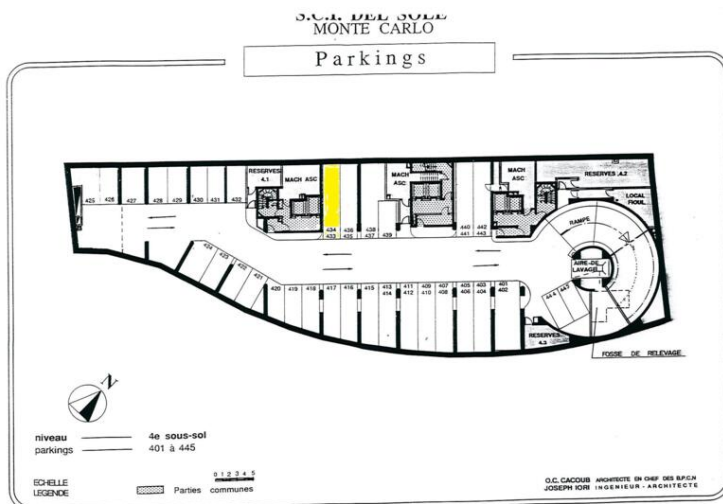 S.C.I. DEL SOLE
MONTE CARLO
Parkings
RESERVES 4.1
MACH ASC
MACH ASC
MACH ASC
RESERVES 4.2
LOCAL FIOUL
425 426 427 428 429 430 431 432
434 436 438
433 435 437 439
440 442
441 443
RAMPE
AIRE DE LAVAGE
424 423 422 421
420 419 418 417 416 415 413 411 409 407 405 403 401
414 412 410 408 406 404 402
444 445
RESERVES 4.3
FOSSE DE RELEVAGE
N
niveau 4e sous-sol
parkings 401 à 445
0 1 2 3 4 5
ECHELLE
LEGENDE Parties communes
O.C. CACOUB ARCHITECTE EN CHEF DES B.P.C.N
JOSEPH IORI INGENIEUR - ARCHITECTE